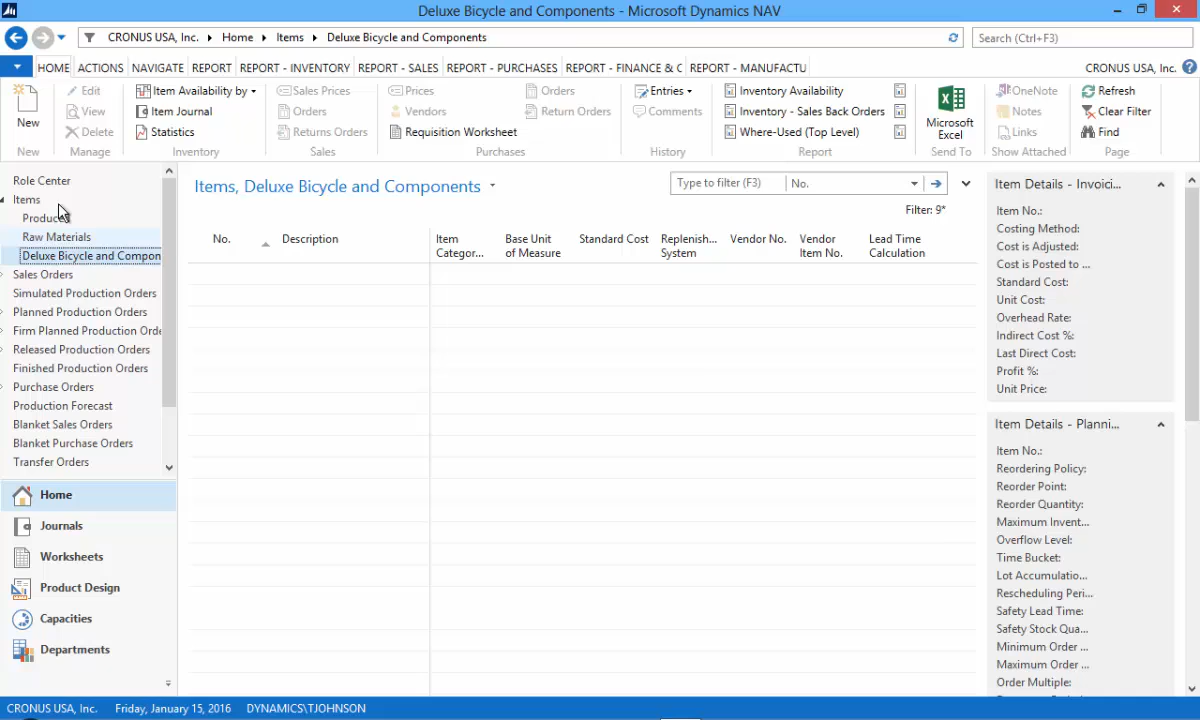 Deluxe Bicycle and Components - Microsoft Dynamics NAV
CRONUS USA, Inc. Home Items Deluxe Bicycle and Components
Search (Ctrl+F3)
HOME ACTIONS NAVIGATE REPORT REPORT - INVENTORY REPORT - SALES REPORT - PURCHASES REPORT - FINANCE & C REPORT - MANUFACTU CRONUS USA, Inc.
New
New
Edit
View
Delete
Manage
Item Availability by
Item Journal
Statistics
Inventory
Sales Prices
Orders
Returns Orders
Sales
Prices
Vendors
Requisition Worksheet
Orders
Return Orders
Purchases
Entries
Comments
History
Inventory Availability
Inventory - Sales Back Orders
Where-Used (Top Level)
Report
Microsoft
Excel
Send To
OneNote
Notes
Links
Show Attached
Refresh
Clear Filter
Find
Page
Role Center
Items
Raw Materials
Deluxe Bicycle and Compon
Sales Orders
Simulated Production Orders
Planned Production Orders
Firm Planned Production Orde
Released Production Orders
Finished Production Orders
Purchase Orders
Production Forecast
Blanket Sales Orders
Blanket Purchase Orders
Transfer Orders
Home
Journals
Worksheets
Product Design
Capacities
Departments
Items, Deluxe Bicycle and Components
Type to filter (F3) No.
Filter: 9*
No.
Description
Item
Categor...
Base Unit
of Measure
Standard Cost
Replenish...
System
Vendor No.
Vendor
Item No.
Lead Time
Calculation
Item Details - Invoici...
Item No.:
Costing Method:
Cost is Adjusted:
Cost is Posted to ...
Standard Cost:
Unit Cost:
Overhead Rate:
Indirect Cost %:
Last Direct Cost:
Profit %:
Unit Price:
Item Details - Planni...
Item No.:
Reordering Policy:
Reorder Point:
Reorder Quantity:
Maximum Invent...
Overflow Level:
Time Bucket:
Lot Accumulatio...
Rescheduling Peri...
Safety Lead Time:
Safety Stock Qua...
Minimum Order ...
Maximum Order ...
Order Multiple:
CRONUS USA, Inc. Friday, January 15, 2016 DYNAMICS\TJOHNSON